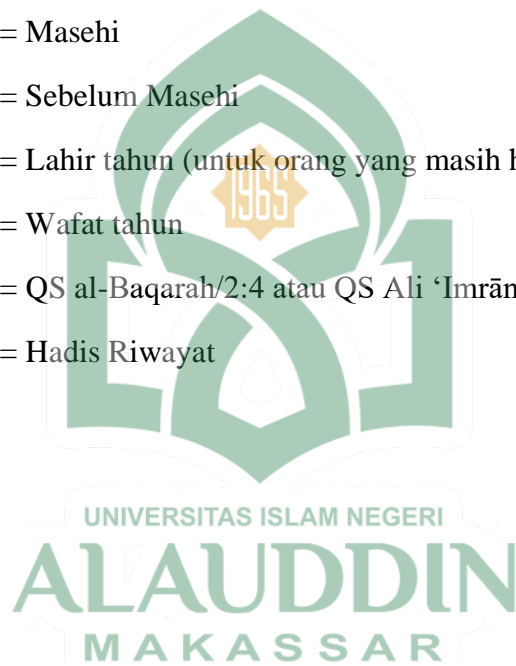 = Masehi
= Sebelum Masehi
= Lahir tahun (untuk orang yang masih h
= Wafat tahun
1965
= QS al-Baqarah/2:4 atau QS Ali ‘Imrān
= Hadis Riwayat
UNIVERSITAS ISLAM NEGERI
ALAUDDIN
MAKASSAR